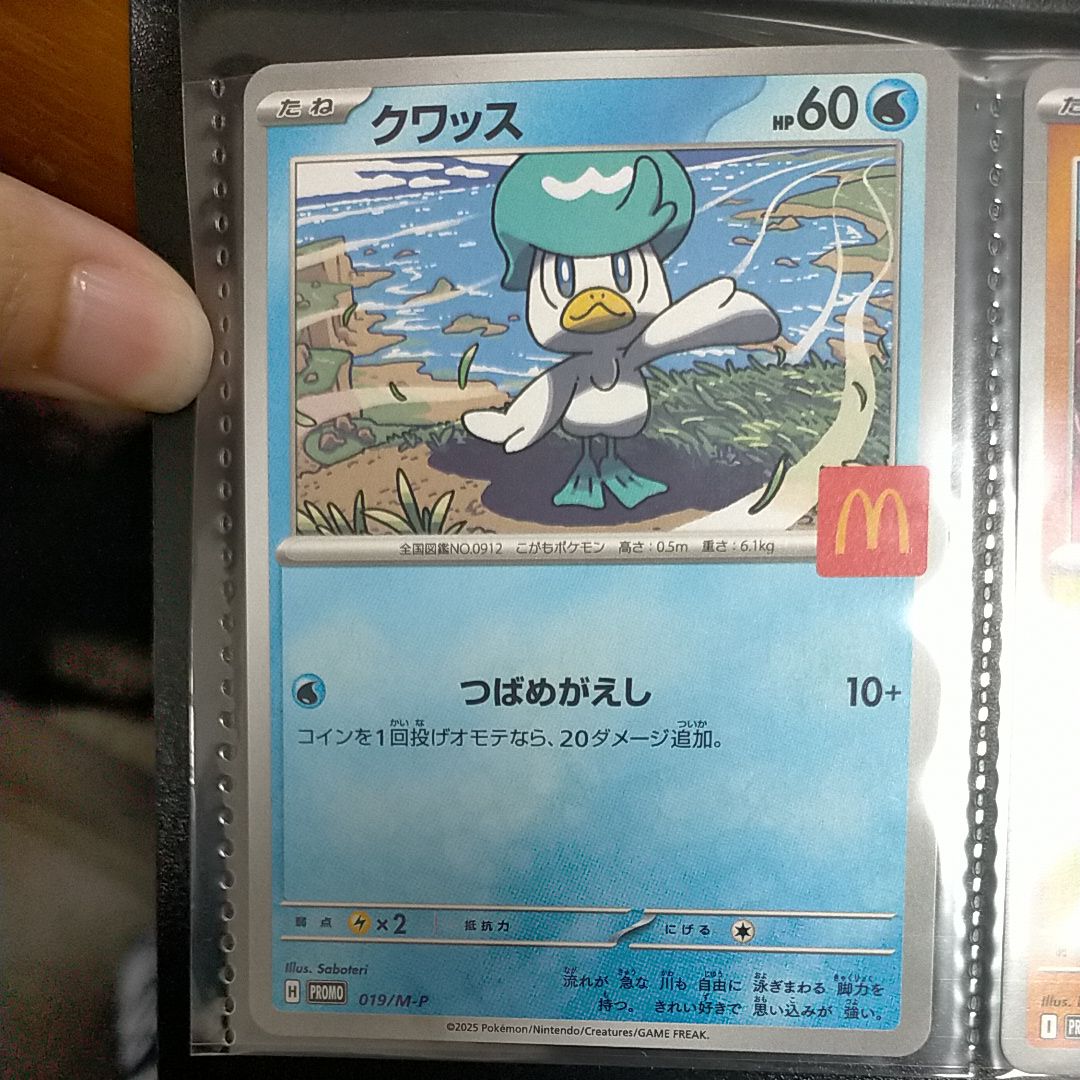 たね クワッス HP60
全国図鑑NO.0912 こがもポケモン 高さ：0.5m 重さ：6.1kg
つばめがえし 10+
コインを1回投げオモテなら、20ダメージ追加。
弱点 ×2 抵抗力 にげる
Illus. Saboteri
流れが 急な 川も 自由に 泳ぎまわる 脚力を
持つ。 きれい好きで 思い込みが 強い。
H PROMO 019/M-P
©2025 Pokémon/Nintendo/Creatures/GAME FREAK.
た
Illus.
I PR